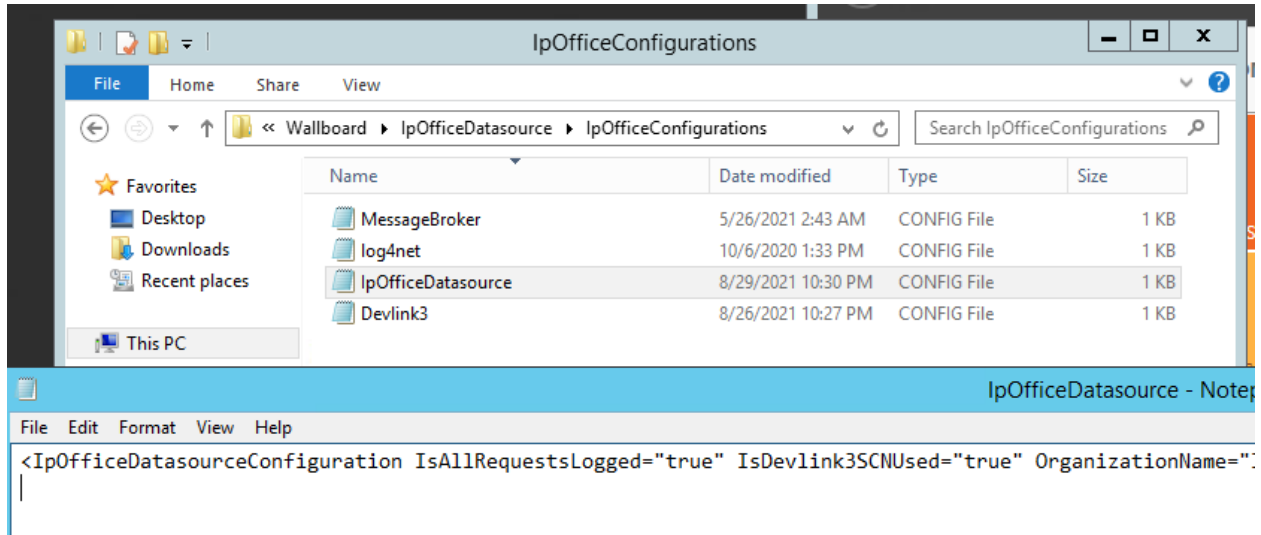 IpOfficeConfigurations
File Home Share View
« Wallboard IpOfficeDatasource IpOfficeConfigurations Search IpOfficeConfigurations
Name Date modified Type Size
Favorites
Desktop
Downloads
Recent places
This PC
MessageBroker 5/26/2021 2:43 AM CONFIG File 1 KB
log4net 10/6/2020 1:33 PM CONFIG File 1 KB
IpOfficeDatasource 8/29/2021 10:30 PM CONFIG File 1 KB
Devlink3 8/26/2021 10:27 PM CONFIG File 1 KB
IpOfficeDatasource - Notep
File Edit Format View Help
<IpOfficeDatasourceConfiguration IsAllRequestsLogged="true" IsDevlink3SCNUsed="true" OrganizationName="